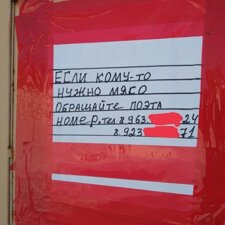 ЕСЛИ КОМУ-ТО
НУЖНО МЯСО
ОБРАЩАЙТЕ ПОЭТА
НОМЕР.ТЕЛ 8 963. 24
8.923 71